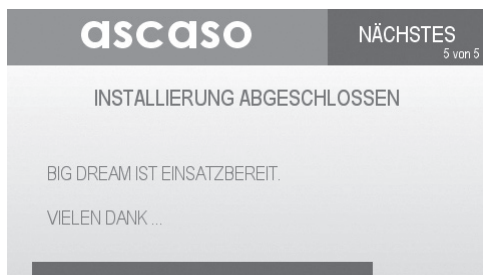 ascaso
NÄCHSTES
5 von 5
INSTALLIERUNG ABGESCHLOSSEN
BIG DREAM IST EINSATZBEREIT.
VIELEN DANK ...